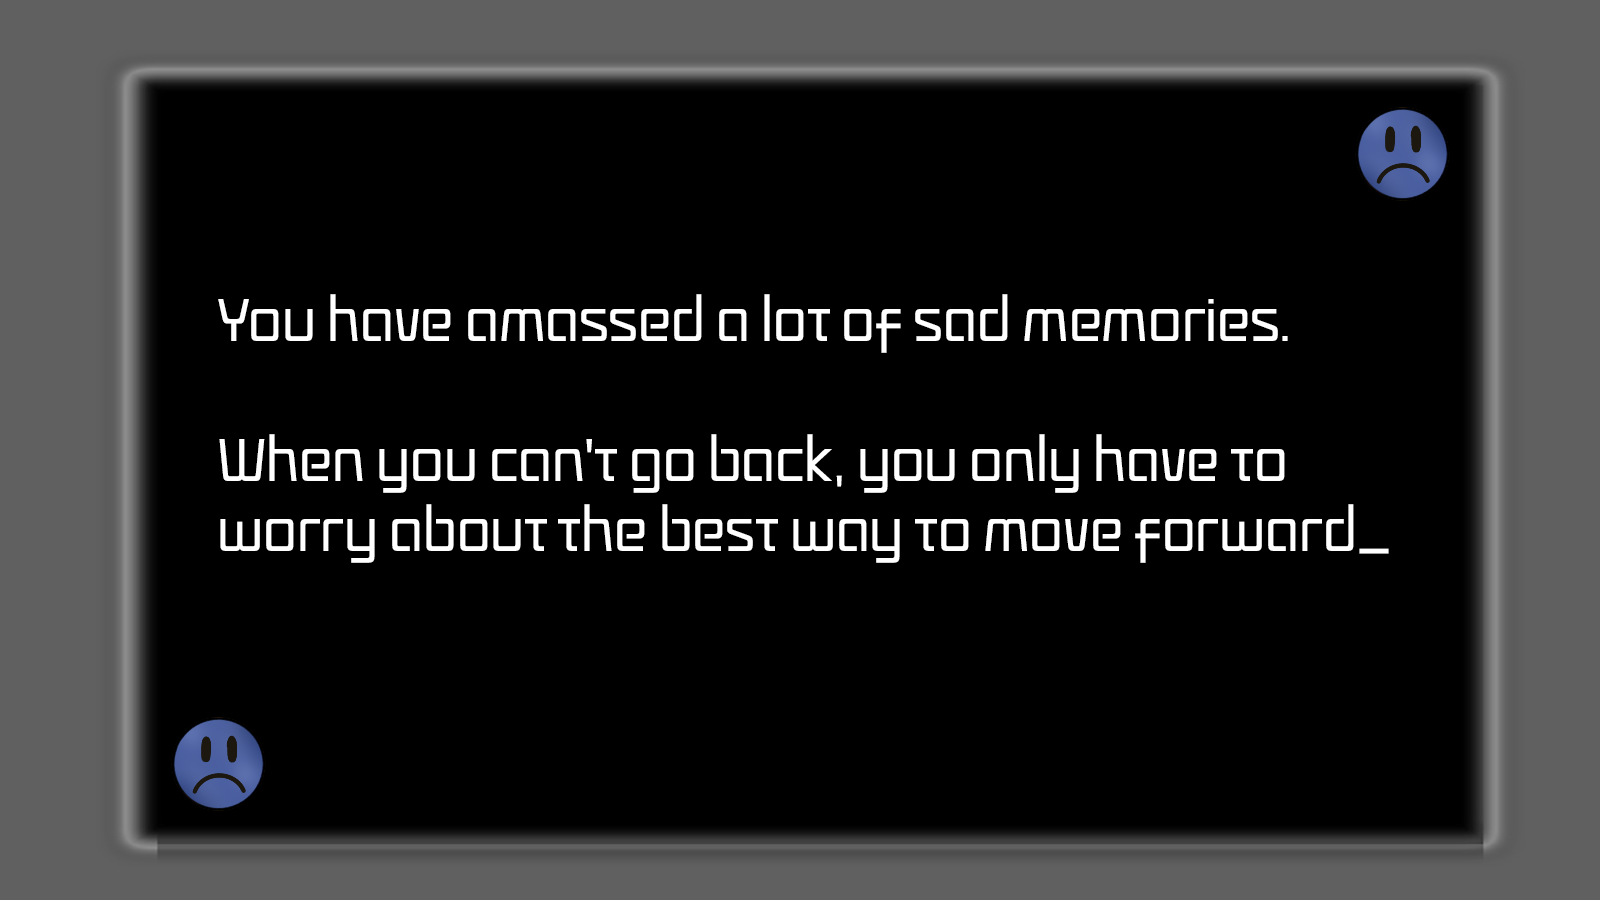 You have amassed a lot of sad memories.
When you can't go back, you only have to
worry about the best way to move forward_